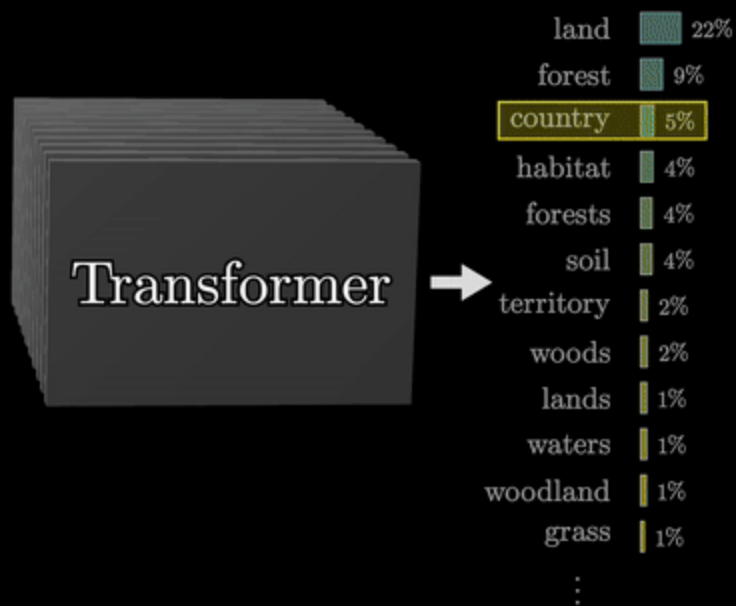 Transformer
land 22%
forest 9%
country 5%
habitat 4%
forests 4%
soil 4%
territory 2%
woods 2%
lands 1%
waters 1%
woodland 1%
grass 1%
⋮